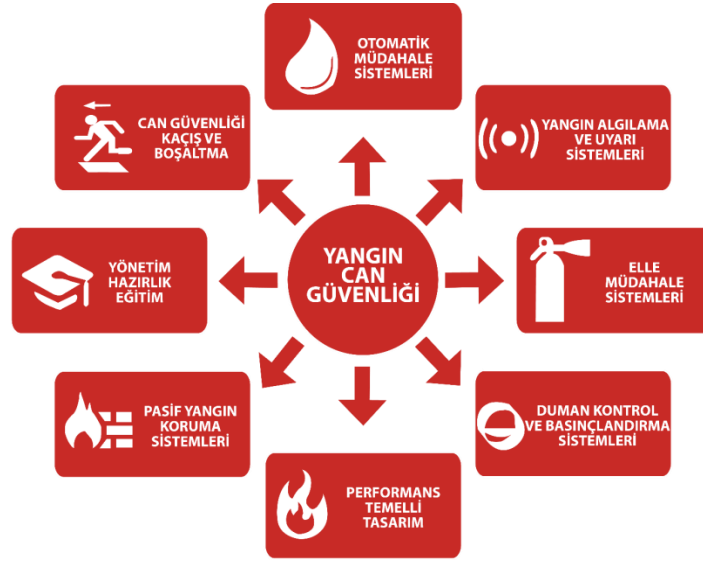 OTOMATİK
MÜDAHALE
SİSTEMLERİ
CAN GÜVENLİĞİ
KAÇIŞ VE
BOŞALTMA
YANGIN ALGILAMA
VE UYARI
SİSTEMLERİ
YANGIN
CAN
GÜVENLİĞİ
YÖNETİM
HAZIRLIK
EĞİTİM
ELLE
MÜDAHALE
SİSTEMLERİ
PASİF YANGIN
KORUMA
SİSTEMLERİ
DUMAN KONTROL
VE BASINÇLANDIRMA
SİSTEMLERİ
PERFORMANS
TEMELLİ
TASARIM